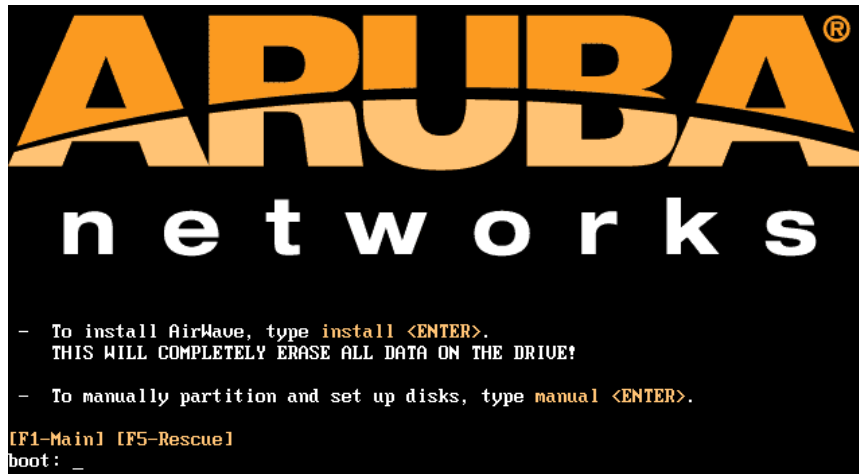 ARUBA®
networks
- To install AirWave, type install <ENTER>.
THIS WILL COMPLETELY ERASE ALL DATA ON THE DRIVE!
- To manually partition and set up disks, type manual <ENTER>.
[F1-Main] [F5-Rescue]
boot: _